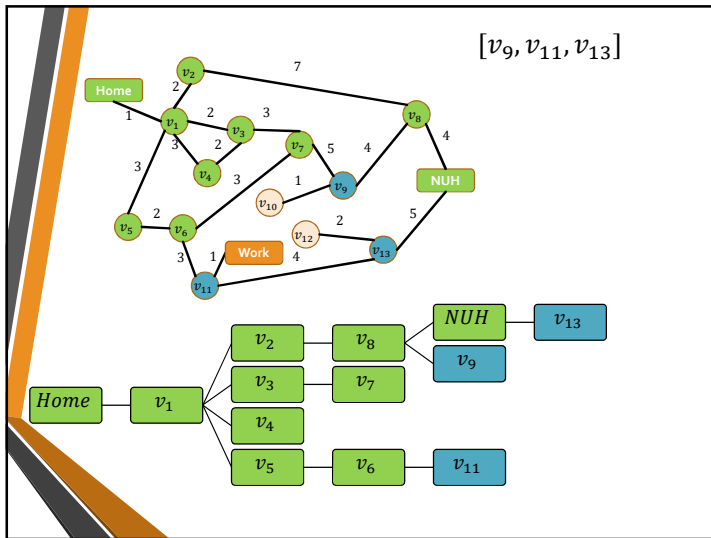 [v₉, v₁₁, v₁₃]
7
v₂
Home
2
v₈
1
v₁
2
3
v₃
4
3
2
v₇
5
4
v₄
3
3
1
v₉
NUH
v₁₀
v₅
2
v₆
v₁₂
2
5
3
1
Work
4
v₁₃
v₁₁
NUH
v₁₃
v₂
v₈
v₉
Home
v₁
v₃
v₇
v₄
v₅
v₆
v₁₁